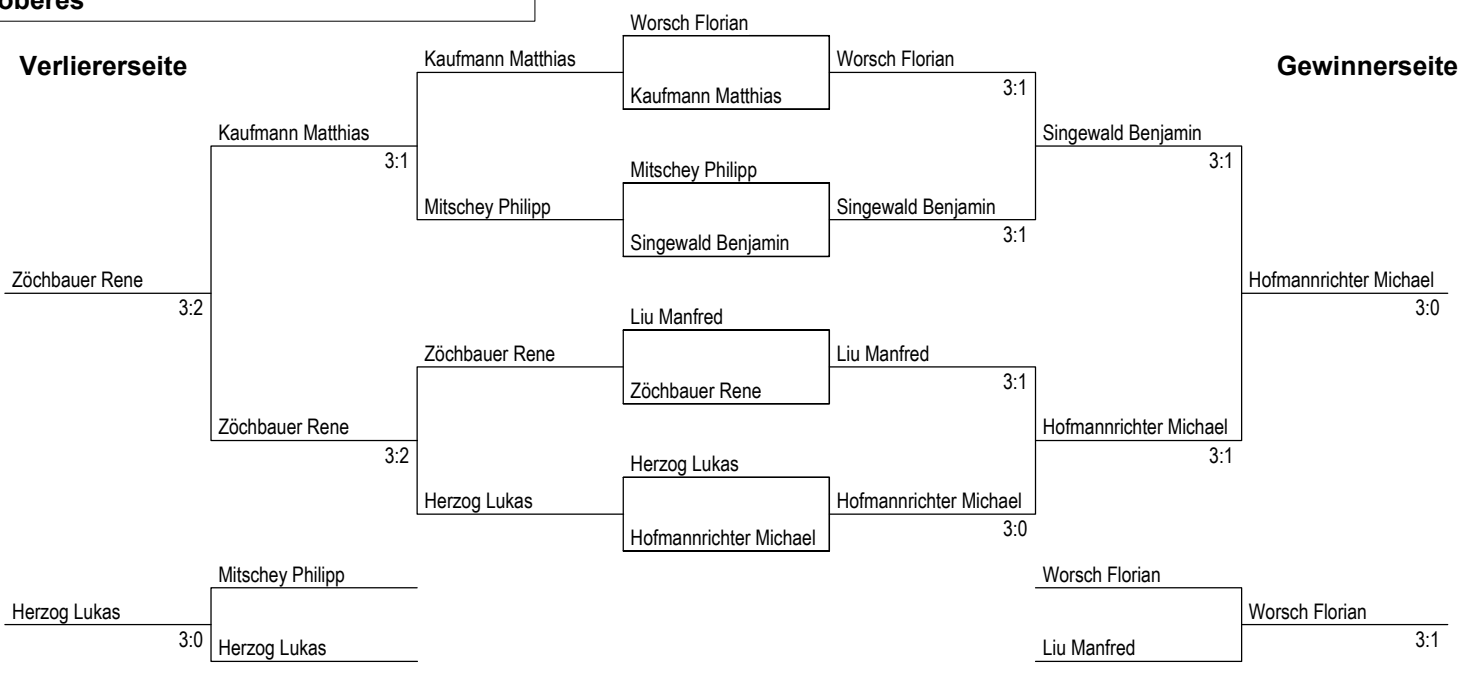 oberes
Verliererseite
Gewinnerseite
Worsch Florian
Kaufmann Matthias
Worsch Florian
3:1
Kaufmann Matthias
Kaufmann Matthias
3:1
Singewald Benjamin
3:1
Mitschey Philipp
Mitschey Philipp
Singewald Benjamin
3:1
Singewald Benjamin
Zöchbauer Rene
3:2
Hofmannrichter Michael
3:0
Liu Manfred
Zöchbauer Rene
Liu Manfred
3:1
Zöchbauer Rene
Zöchbauer Rene
3:2
Hofmannrichter Michael
3:1
Herzog Lukas
Herzog Lukas
Hofmannrichter Michael
3:0
Hofmannrichter Michael
Mitschey Philipp
Worsch Florian
Herzog Lukas
3:0
Worsch Florian
3:1
Herzog Lukas
Liu Manfred